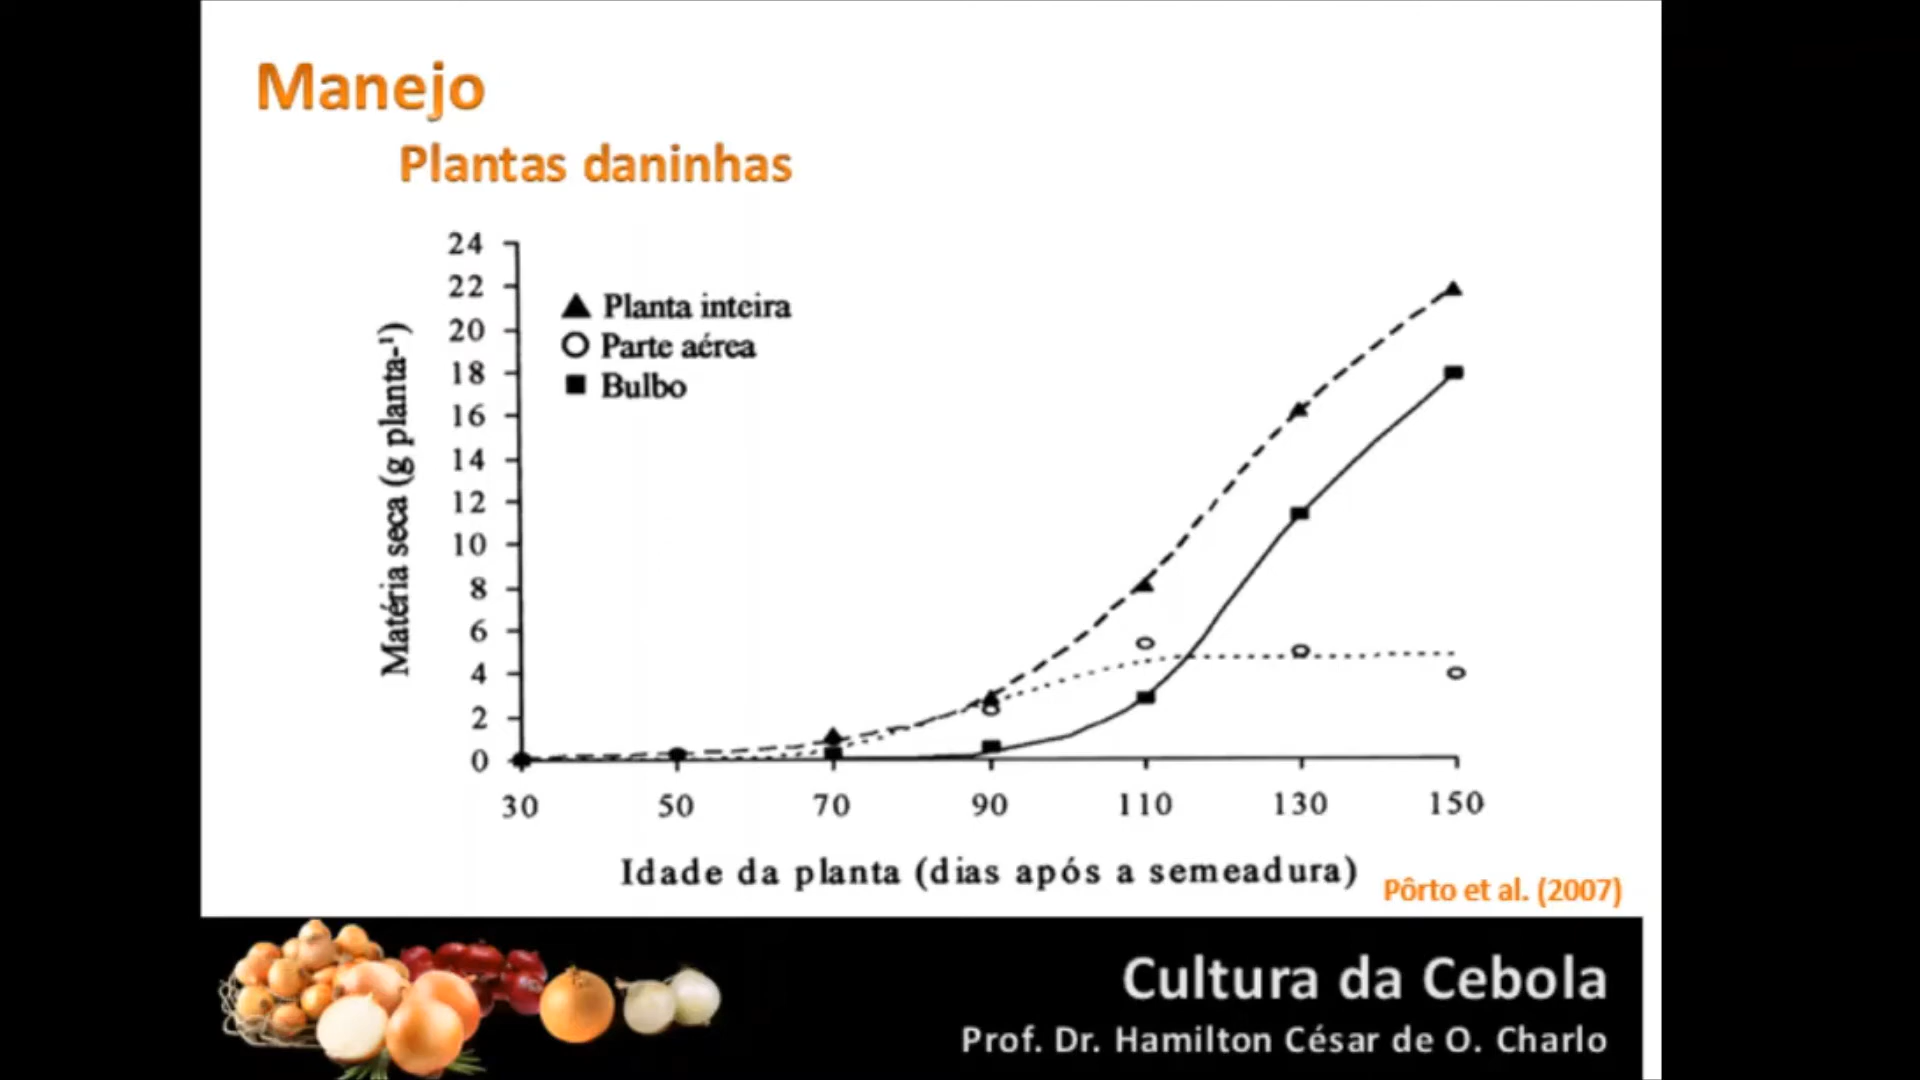 Manejo
Plantas daninhas
24
22
20
18
16
14
12
10
8
6
4
2
0
Planta inteira
Parte aérea
Bulbo
Matéria seca (g planta-¹)
30 50 70 90 110 130 150
Idade da planta (dias após a semeadura)
Pôrto et al. (2007)
Cultura da Cebola
Prof. Dr. Hamilton César de O. Charlo